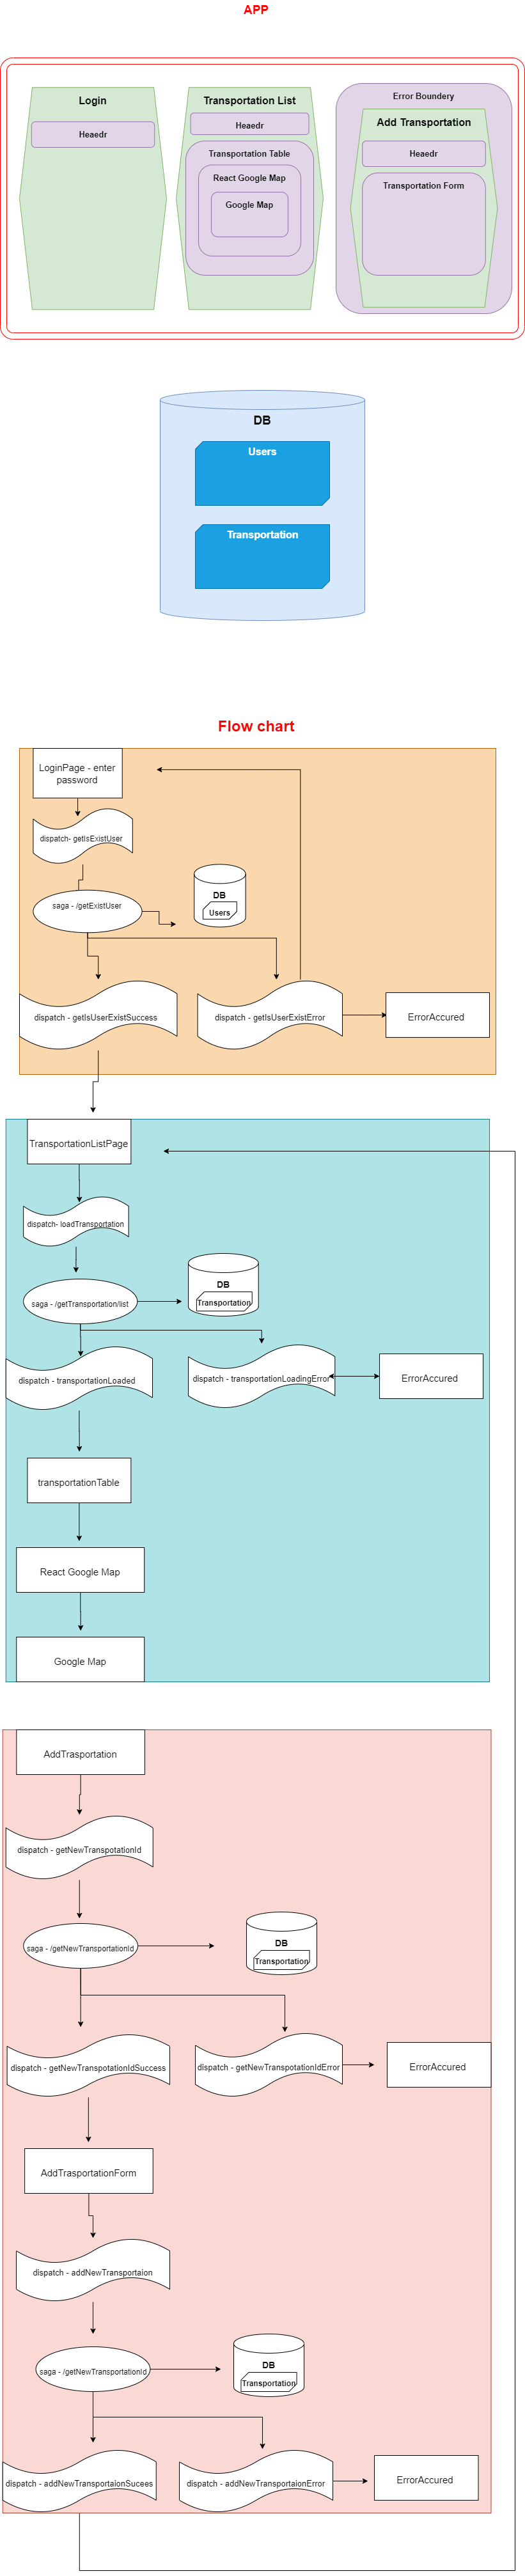 APP
Login
Heaedr
Transportation List
Heaedr
Transportation Table
React Google Map
Google Map
Error Boundery
Add Transportation
Heaedr
Transportation Form
DB
Users
Transportation
Flow chart
LoginPage - enter
password
dispatch- getIsExistUser
saga - /getExistUser
DB
Users
dispatch - getIsUserExistSuccess
dispatch - getIsUserExistError
ErrorAccured
TransportationListPage
dispatch- loadTransportation
saga - /getTransportation/list
DB
Transportation
dispatch - transportationLoaded
dispatch - transportationLoadingError
ErrorAccured
transportationTable
React Google Map
Google Map
AddTrasportation
dispatch - getNewTranspotationId
saga - /getNewTransportationId
DB
Transportation
dispatch - getNewTranspotationIdSuccess
dispatch - getNewTranspotationIdError
ErrorAccured
AddTrasportationForm
dispatch - addNewTransportaion
saga - /getNewTransportationId
DB
Transportation
dispatch - addNewTransportaionSucees
dispatch - addNewTransportaionError
ErrorAccured